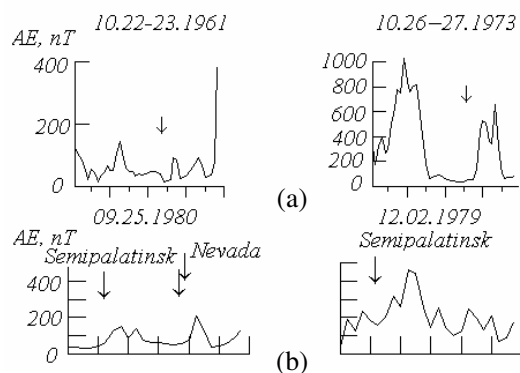 10.22-23.1961
10.26–27.1973
AE, nT
400
200
0
1000
800
600
400
200
0
(a)
09.25.1980
12.02.1979
AE, nT
Semipalatinsk
Nevada
Semipalatinsk
400
200
0
(b)